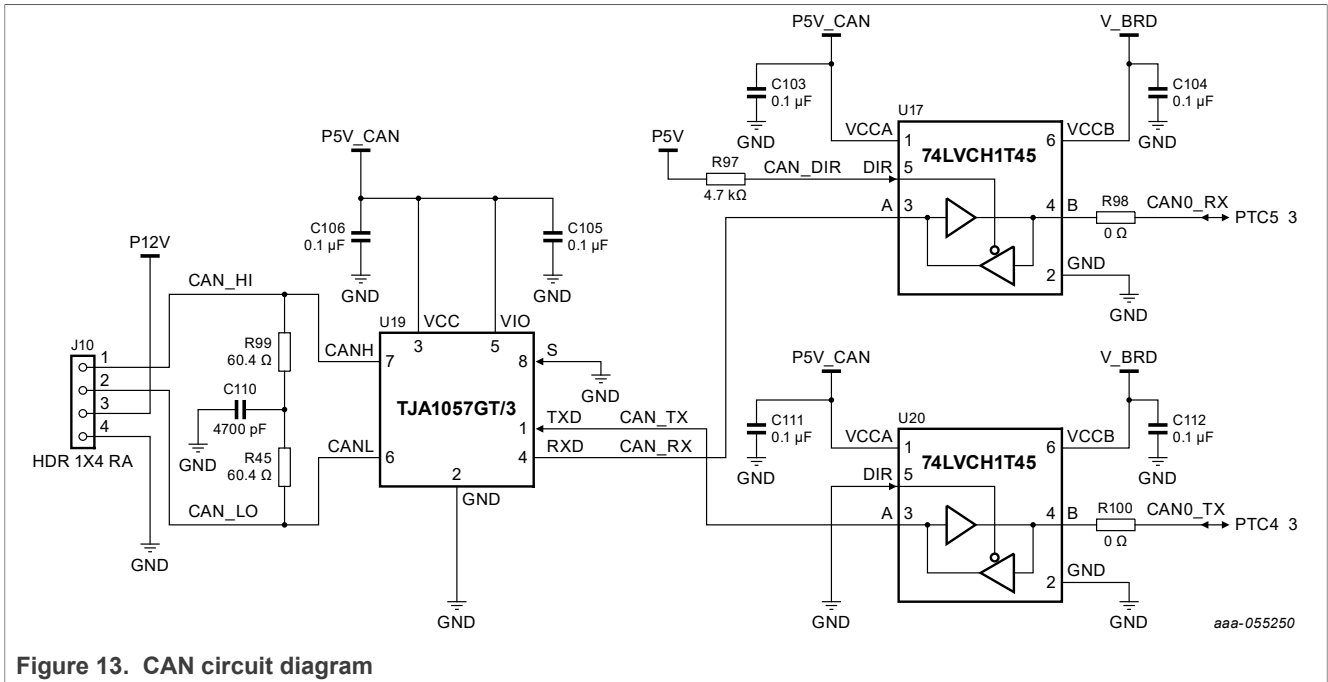 P5V_CAN
V_BRD
C103
0.1 µF
GND
C104
0.1 µF
GND
U17
VCCA
1
6
VCCB
74LVCH1T45
P5V
R97
4.7 kΩ
CAN_DIR
DIR
5
A
3
4
B
R98
0 Ω
CAN0_RX
PTC5 3
2
GND
GND
P5V_CAN
C106
0.1 µF
GND
C105
0.1 µF
GND
P12V
CAN_HI
J10
1
2
3
4
HDR 1X4 RA
R99
60.4 Ω
C110
4700 pF
GND
R45
60.4 Ω
CAN_LO
GND
U19
VCC
VIO
3
5
CANH
7
8
S
GND
TJA1057GT/3
TXD
CAN_TX
1
RXD
CAN_RX
4
CANL
6
2
GND
GND
P5V_CAN
V_BRD
C111
0.1 µF
GND
C112
0.1 µF
GND
U20
VCCA
1
6
VCCB
74LVCH1T45
DIR
5
A
3
4
B
R100
0 Ω
CAN0_TX
PTC4 3
2
GND
GND
GND
aaa-055250
Figure 13. CAN circuit diagram